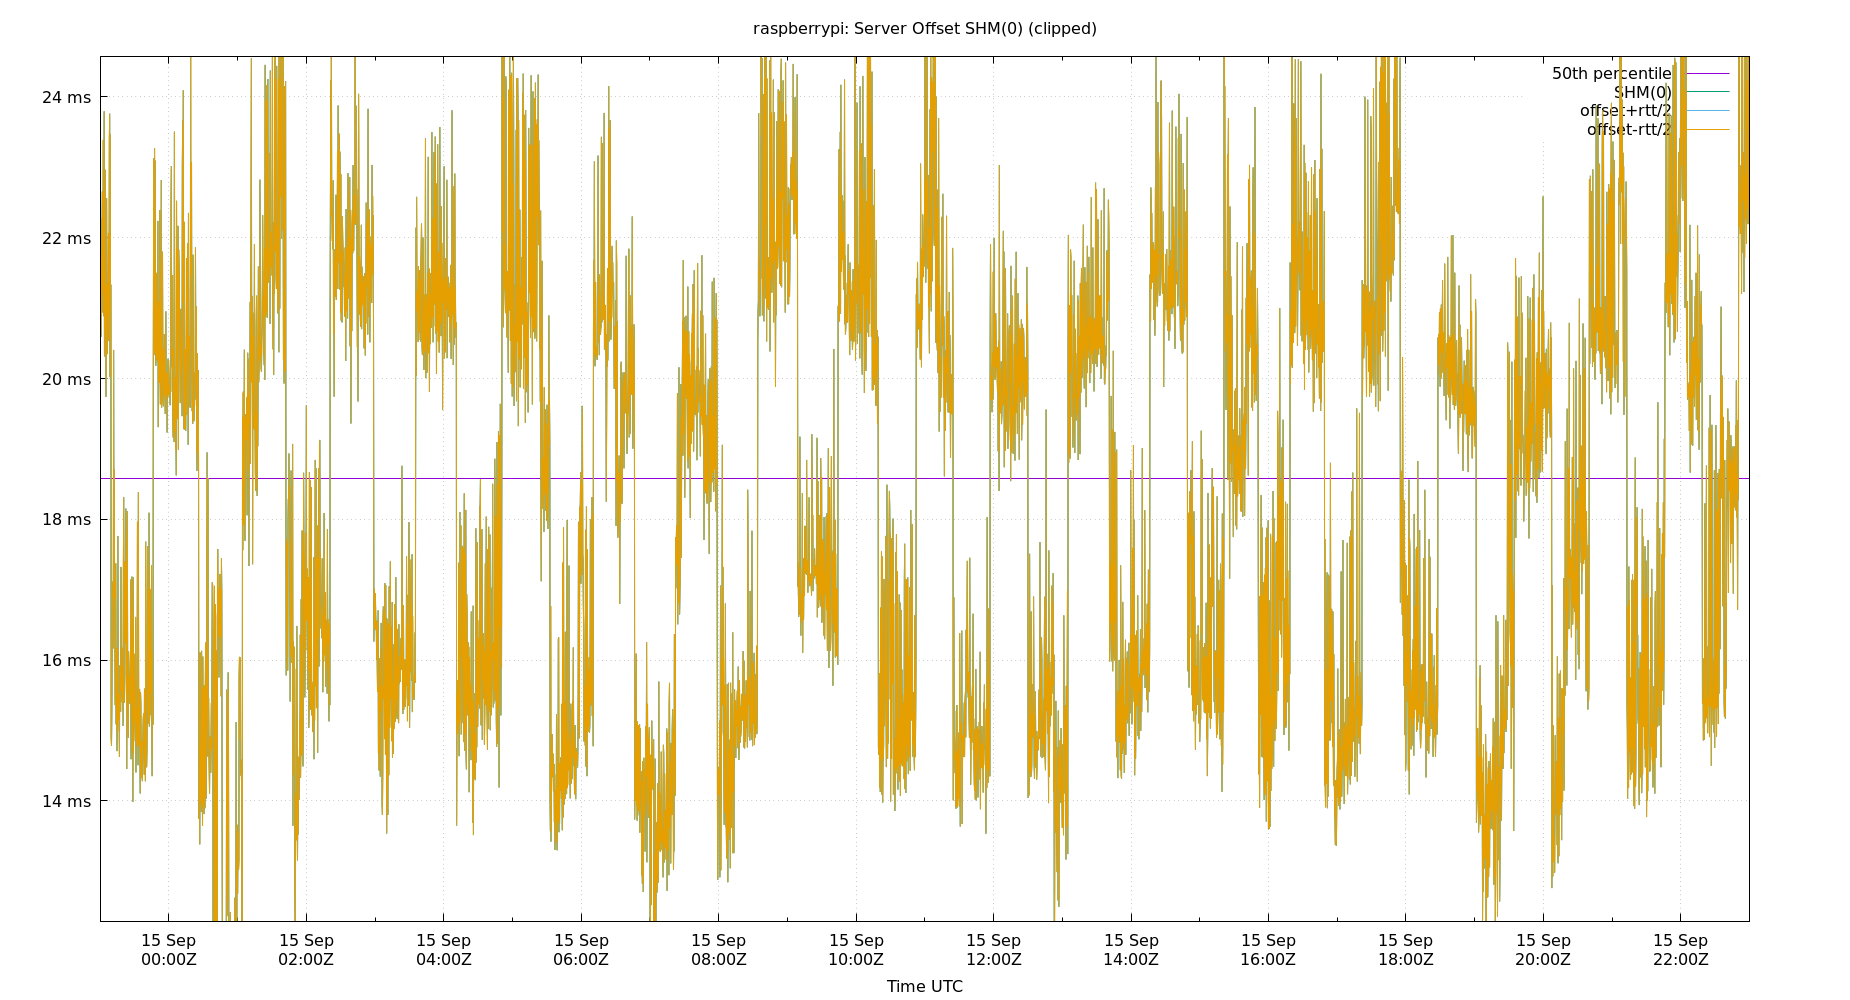 raspberrypi: Server Offset SHM(0) (clipped)
50th percentile
SHM(0)
offset+rtt/2
offset-rtt/2
24 ms
22 ms
20 ms
18 ms
16 ms
14 ms
15 Sep 15 Sep 15 Sep 15 Sep 15 Sep 15 Sep 15 Sep 15 Sep 15 Sep 15 Sep 15 Sep 15 Sep
00:00Z 02:00Z 04:00Z 06:00Z 08:00Z 10:00Z 12:00Z 14:00Z 16:00Z 18:00Z 20:00Z 22:00Z
Time UTC